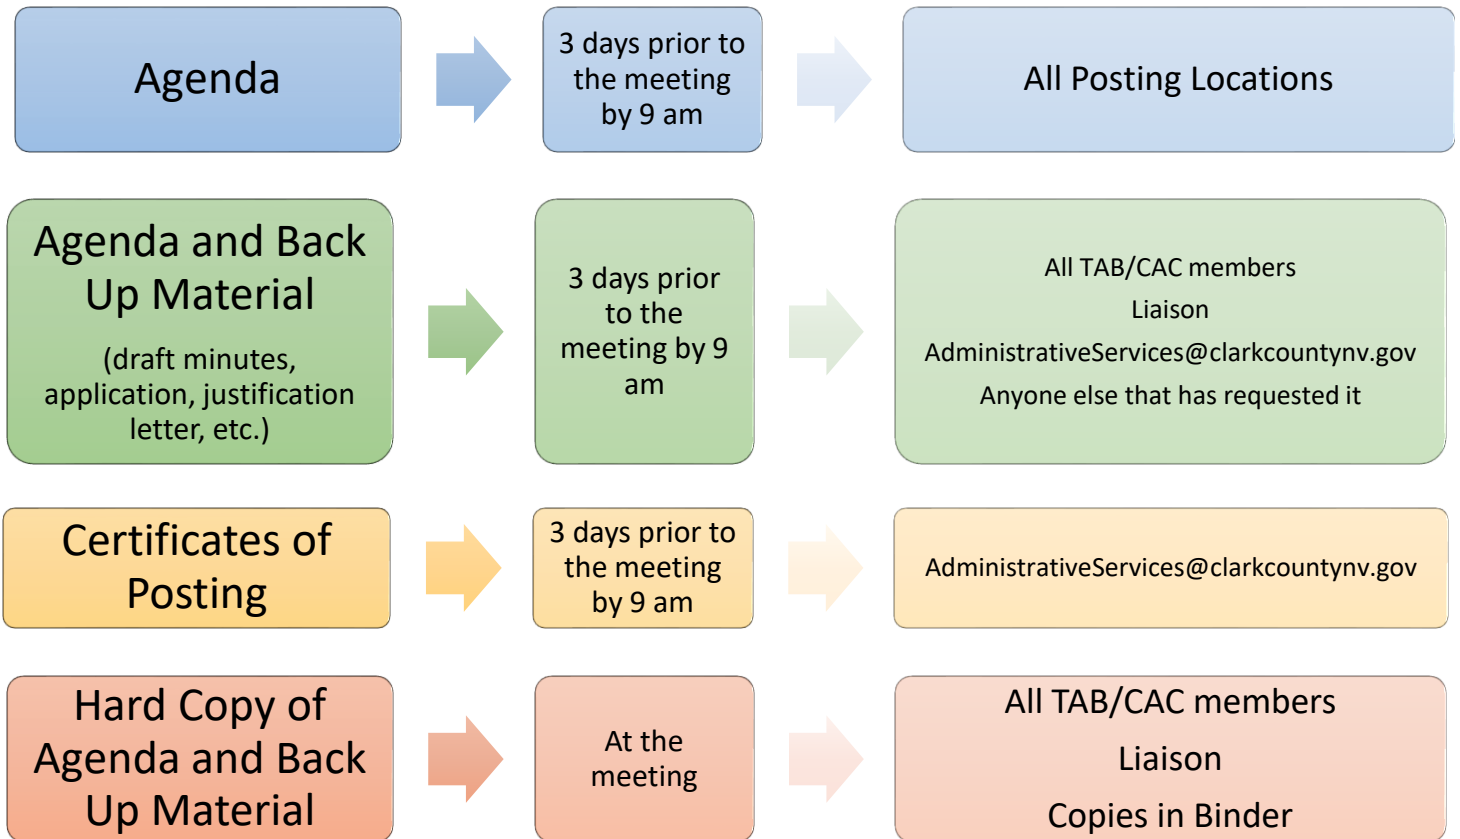 Agenda
3 days prior to
the meeting
by 9 am
All Posting Locations
Agenda and Back
Up Material
(draft minutes,
application, justification
letter, etc.)
3 days prior
to the
meeting by 9
am
All TAB/CAC members
Liaison
AdministrativeServices@clarkcountynv.gov
Anyone else that has requested it
Certificates of
Posting
3 days prior to
the meeting
by 9 am
AdministrativeServices@clarkcountynv.gov
Hard Copy of
Agenda and Back
Up Material
At the
meeting
All TAB/CAC members
Liaison
Copies in Binder